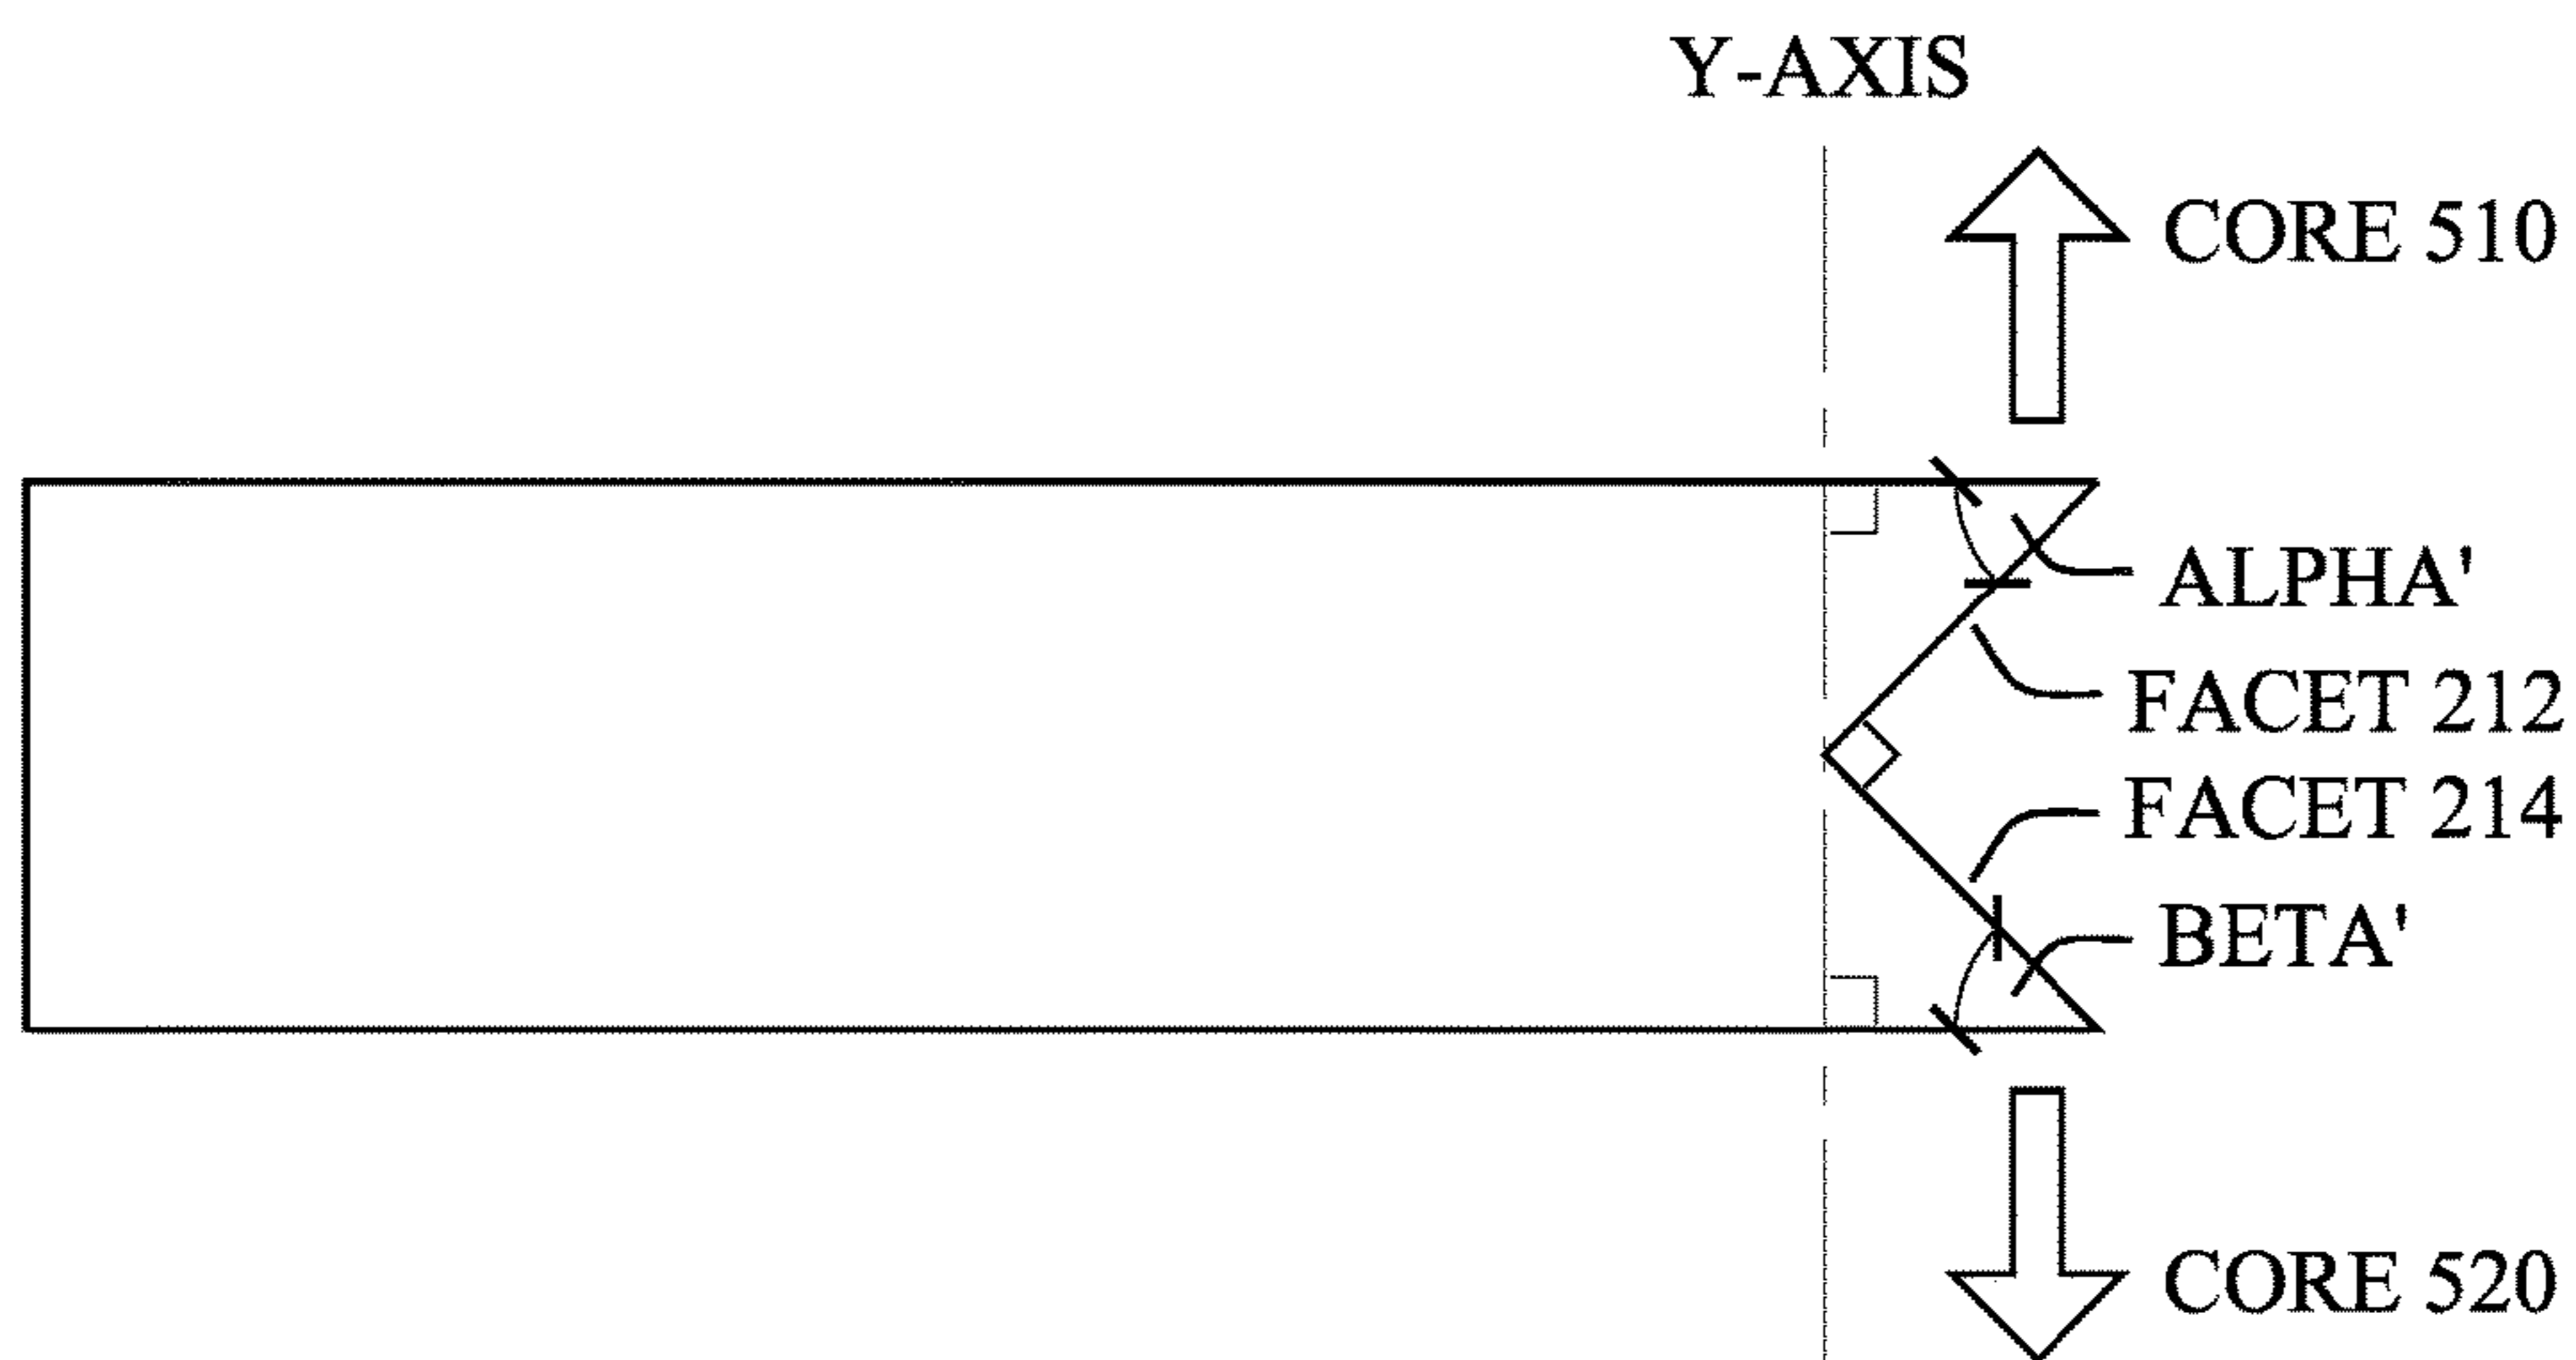 Y-AXIS
CORE 510
ALPHA'
FACET 212
FACET 214
BETA'
CORE 520